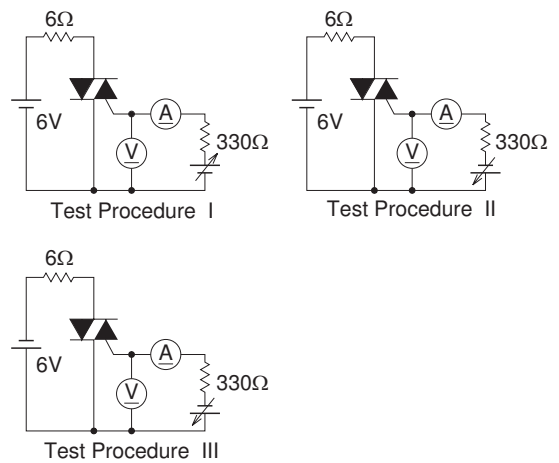 6Ω
6V
A
V
330Ω
Test Procedure I
6Ω
6V
A
V
330Ω
Test Procedure II
6Ω
6V
A
V
330Ω
Test Procedure III